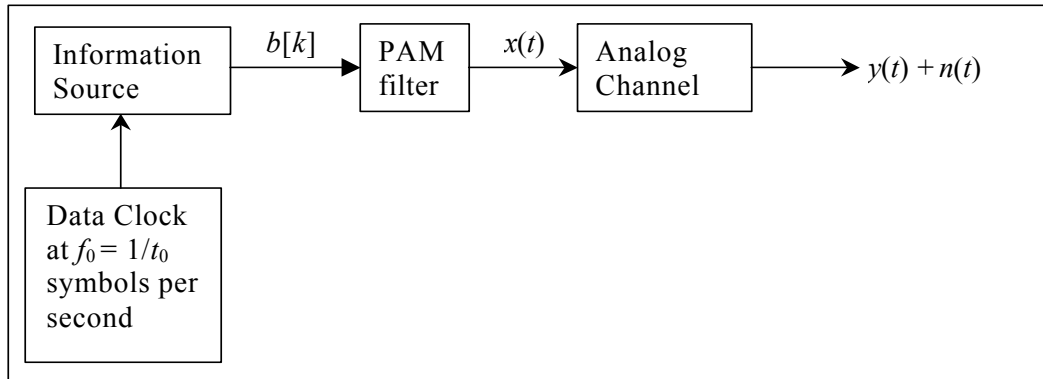 Information
Source
b[k]
PAM
filter
x(t)
Analog
Channel
y(t) + n(t)
Data Clock
at f₀ = 1/t₀
symbols per
second